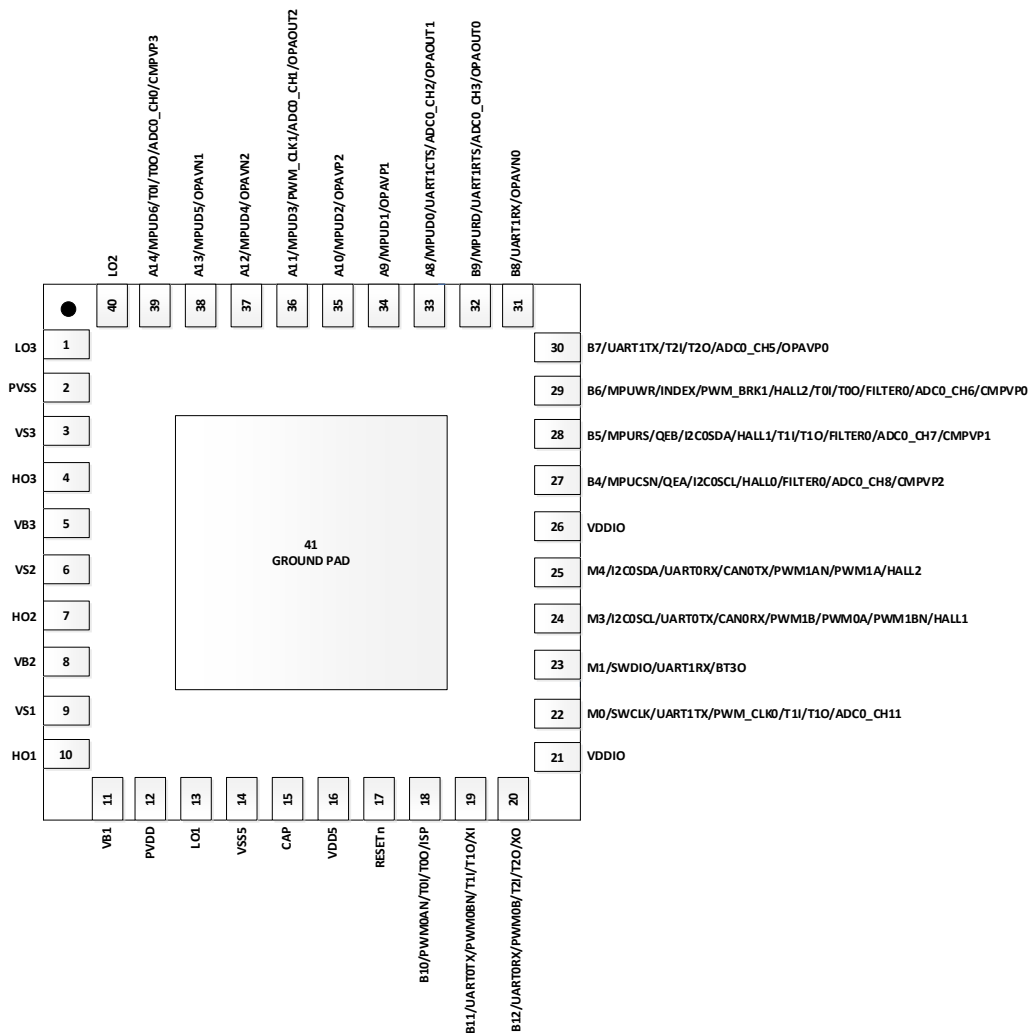 LO2
A14/MPUD6/T0I/T0O/ADC0_CH0/CMPVP3
A13/MPUD5/OPAVN1
A12/MPUD4/OPAVN2
A11/MPUD3/PWM_CLK1/ADC0_CH1/OPAOUT2
A10/MPUD2/OPAVP2
A9/MPUD1/OPAVP1
A8/MPUD0/UART1CTS/ADC0_CH2/OPAOUT1
B9/MPURD/UART1RTS/ADC0_CH3/OPAOUT0
B8/UART1RX/OPAVN0
40
39
38
37
36
35
34
33
32
31
LO3
1
PVSS
2
VS3
3
HO3
4
VB3
5
VS2
6
HO2
7
VB2
8
VS1
9
HO1
10
41
GROUND PAD
30
B7/UART1TX/T2I/T2O/ADC0_CH5/OPAVP0
29
B6/MPUWR/INDEX/PWM_BRK1/HALL2/T0I/T0O/FILTER0/ADC0_CH6/CMPVP0
28
B5/MPURS/QEB/I2C0SDA/HALL1/T1I/T1O/FILTER0/ADC0_CH7/CMPVP1
27
B4/MPUCSN/QEA/I2C0SCL/HALL0/FILTER0/ADC0_CH8/CMPVP2
26
VDDIO
25
M4/I2C0SDA/UART0RX/CAN0TX/PWM1AN/PWM1A/HALL2
24
M3/I2C0SCL/UART0TX/CAN0RX/PWM1B/PWM0A/PWM1BN/HALL1
23
M1/SWDIO/UART1RX/BT3O
22
M0/SWCLK/UART1TX/PWM_CLK0/T1I/T1O/ADC0_CH11
21
VDDIO
11
12
13
14
15
16
17
18
19
20
VB1
PVDD
LO1
VSS5
CAP
VDD5
RESETn
B10/PWM0AN/T0I/T0O/ISP
B11/UART0TX/PWM0BN/T1I/T1O/XI
B12/UART0RX/PWM0B/T2I/T2O/XO